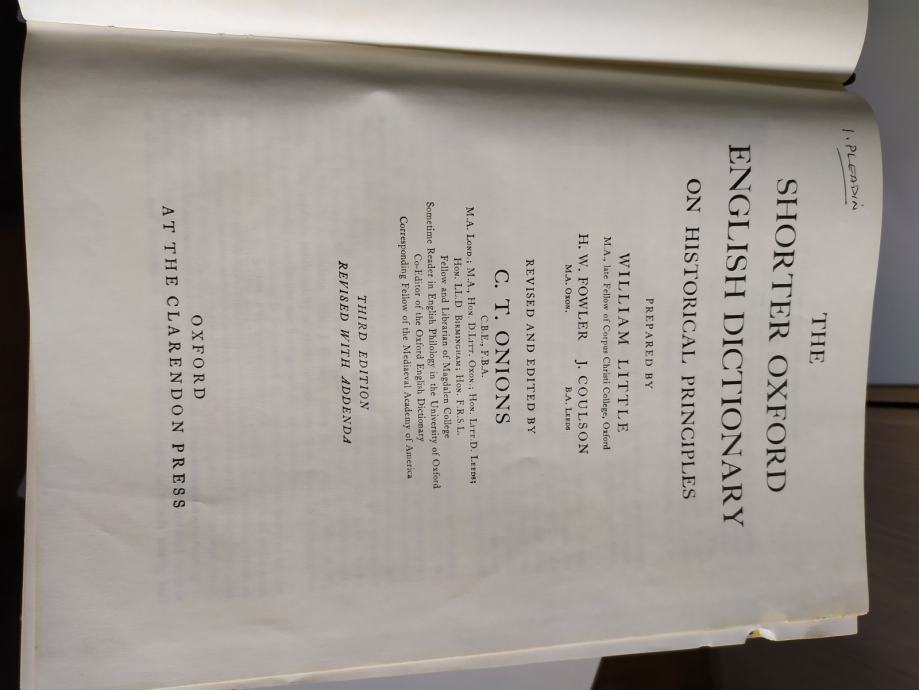 I. PLEADIN
THE
SHORTER OXFORD
ENGLISH DICTIONARY
ON HISTORICAL PRINCIPLES
PREPARED BY
WILLIAM LITTLE
M.A., late Fellow of Corpus Christi College, Oxford
H. W. FOWLER J. COULSON
M.A. OXON. B.A. LEEDS
REVISED AND EDITED BY
C. T. ONIONS
C.B.E., F.B.A.
M.A. LOND.; M.A., HON. D.LITT. OXON.; HON. LITT.D. LEEDS;
HON. LL.D BIRMINGHAM; HON. F.R.S.L.
Fellow and Librarian of Magdalen College
Sometime Reader in English Philology in the University of Oxford
Co-Editor of the Oxford English Dictionary
Corresponding Fellow of the Mediaeval Academy of America
THIRD EDITION
REVISED WITH ADDENDA
OXFORD
AT THE CLARENDON PRESS